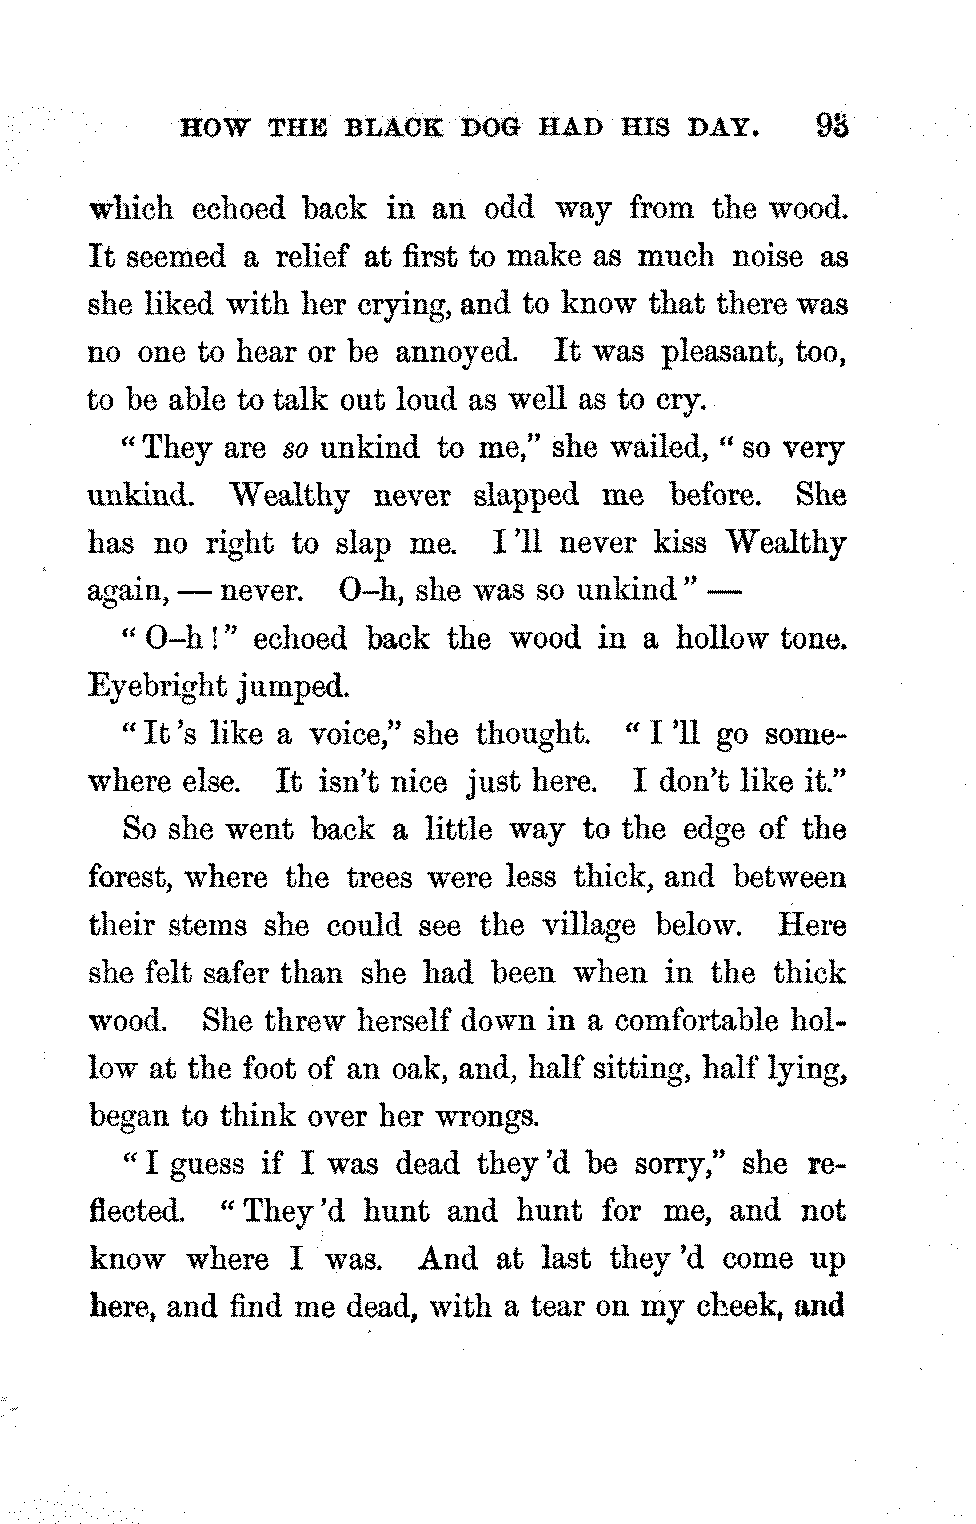 HOW THE BLACK DOG HAD HIS DAY. 93
which echoed back in an odd way from the wood.
It seemed a relief at first to make as much noise as
she liked with her crying, and to know that there was
no one to hear or be annoyed. It was pleasant, too,
to be able to talk out loud as well as to cry.
“They are so unkind to me,” she wailed, “so very
unkind. Wealthy never slapped me before. She
has no right to slap me. I'll never kiss Wealthy
again, — never. O–h, she was so unkind” —
“O–h!” echoed back the wood in a hollow tone.
Eyebright jumped.
“It's like a voice,” she thought. “I'll go some-
where else. It isn't nice just here. I don't like it.”
So she went back a little way to the edge of the
forest, where the trees were less thick, and between
their stems she could see the village below. Here
she felt safer than she had been when in the thick
wood. She threw herself down in a comfortable hol-
low at the foot of an oak, and, half sitting, half lying,
began to think over her wrongs.
“I guess if I was dead they'd be sorry,” she re-
flected. “They'd hunt and hunt for me, and not
know where I was. And at last they'd come up
here, and find me dead, with a tear on my cheek, and